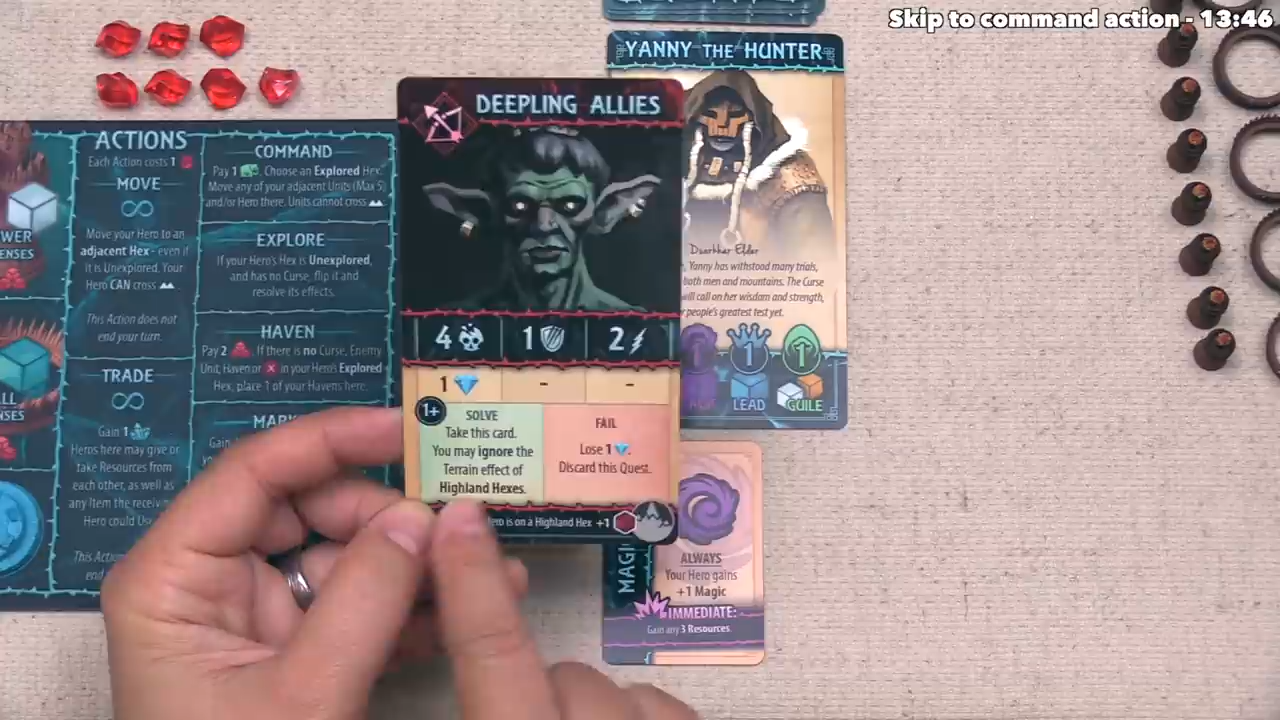 Skip to command action - 13:46
YANNY THE HUNTER
DEEPLING ALLIES
ACTIONS
Each Action costs 1
MOVE
Move your Hero to an
adjacent Hex - even if
it is Unexplored. Your
Hero CAN cross
This Action does not
end your turn.
TRADE
Gain 1
Heros here may give or
take Resources from
each other, as well as
any Item the
Hero could
This
end
COMMAND
Pay 1 . Choose an Explored Hex.
Move any of your adjacent Units (Max 5)
and/or Hero there. Units cannot cross
EXPLORE
If your Hero's Hex is Unexplored,
and has no Curse, flip it and
resolve its effects.
HAVEN
Pay 2 . If there is no Curse, Enemy
Unit, Haven or in your Hero's Explored
Hex, place 1 of your Havens here.
Gain
4 1 2
1 - -
1+
SOLVE
Take this card.
You may ignore the
Terrain effect of
Highland Hexes.
FAIL
Lose 1 .
Discard this Quest.
is on a Highland Hex +1
Duorkhar Elder
Yanny has withstood many trials,
both men and mountains. The Curse
will call on her wisdom and strength,
people's greatest test yet.
1 1 1
LEAD
GUILE
ALWAYS
Your Hero gains
+1 Magic
IMMEDIATE:
Gain any 3 Resources.